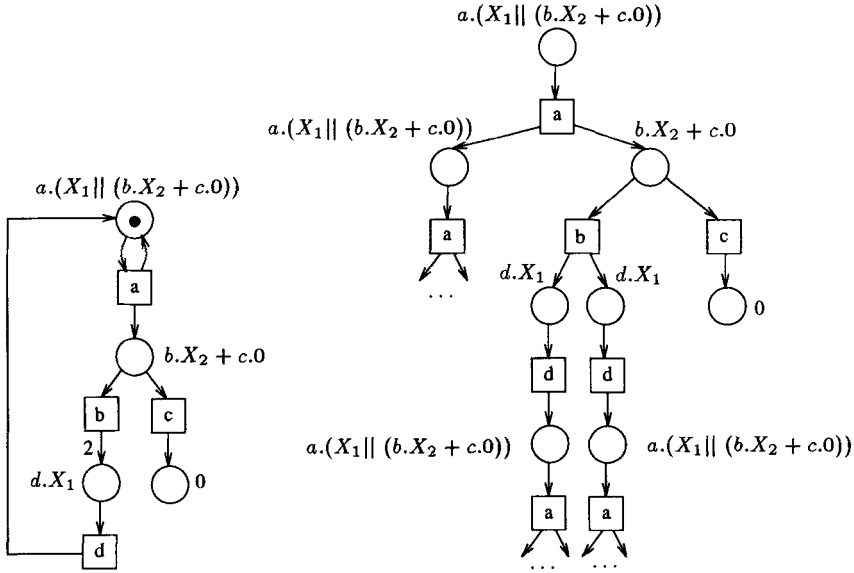 a.(X₁|| (b.X₂ + c.0))
a
a.(X₁|| (b.X₂ + c.0))
b.X₂ + c.0
a
b
c
...
d.X₁
d.X₁
0
d
d
a.(X₁|| (b.X₂ + c.0))
a.(X₁|| (b.X₂ + c.0))
a
a
...
...
a.(X₁|| (b.X₂ + c.0))
a
b.X₂ + c.0
b
c
2
d.X₁
0
d